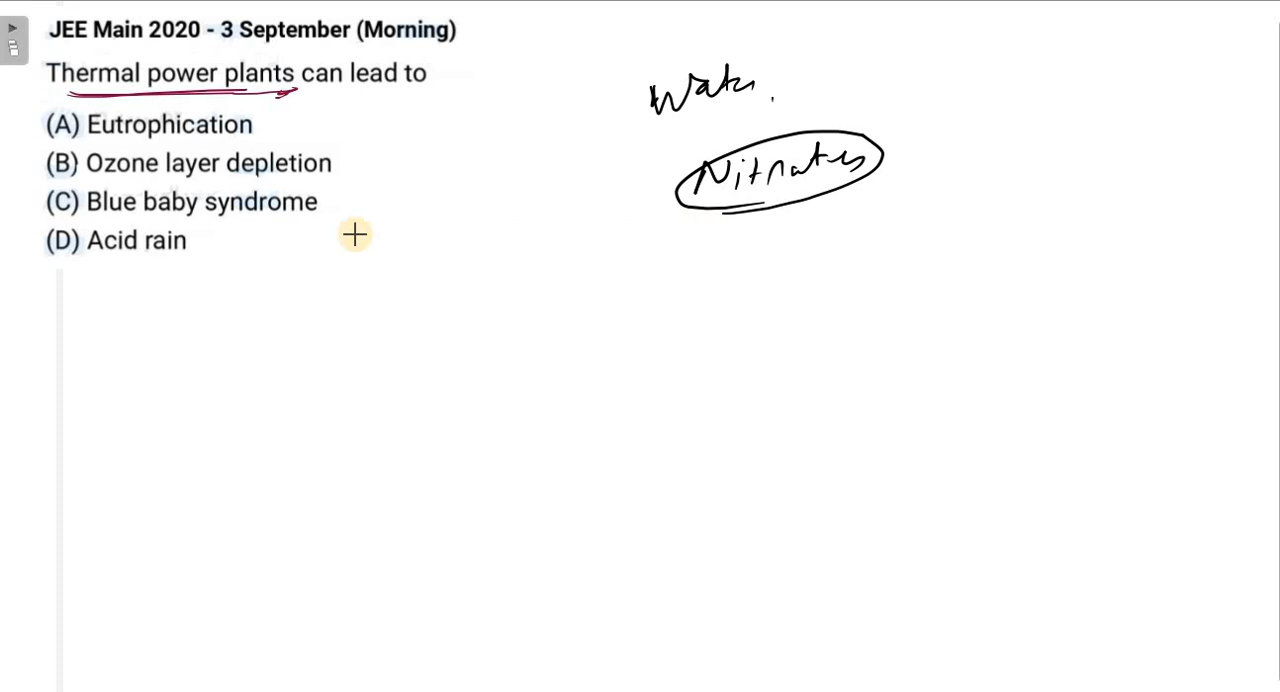 JEE Main 2020 - 3 September (Morning)
Thermal power plants can lead to
(A) Eutrophication
(B) Ozone layer depletion
(C) Blue baby syndrome
(D) Acid rain
Water
Nitrates